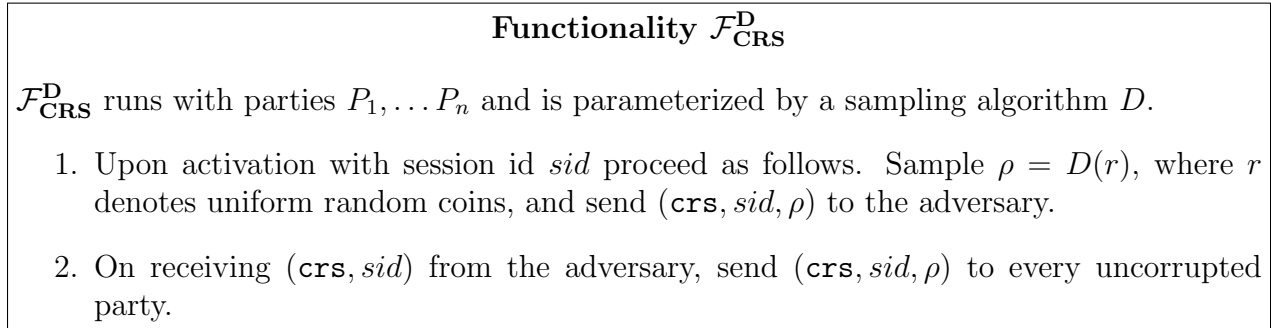 Functionality $\mathcal{F}_{\mathbf{CRS}}^{\mathbf{D}}$
$\mathcal{F}_{\mathbf{CRS}}^{\mathbf{D}}$ runs with parties $P_1, \ldots P_n$ and is parameterized by a sampling algorithm $D$.
1. Upon activation with session id $sid$ proceed as follows. Sample $\rho = D(r)$, where $r$
denotes uniform random coins, and send $(\mathtt{crs}, sid, \rho)$ to the adversary.
2. On receiving $(\mathtt{crs}, sid)$ from the adversary, send $(\mathtt{crs}, sid, \rho)$ to every uncorrupted
party.